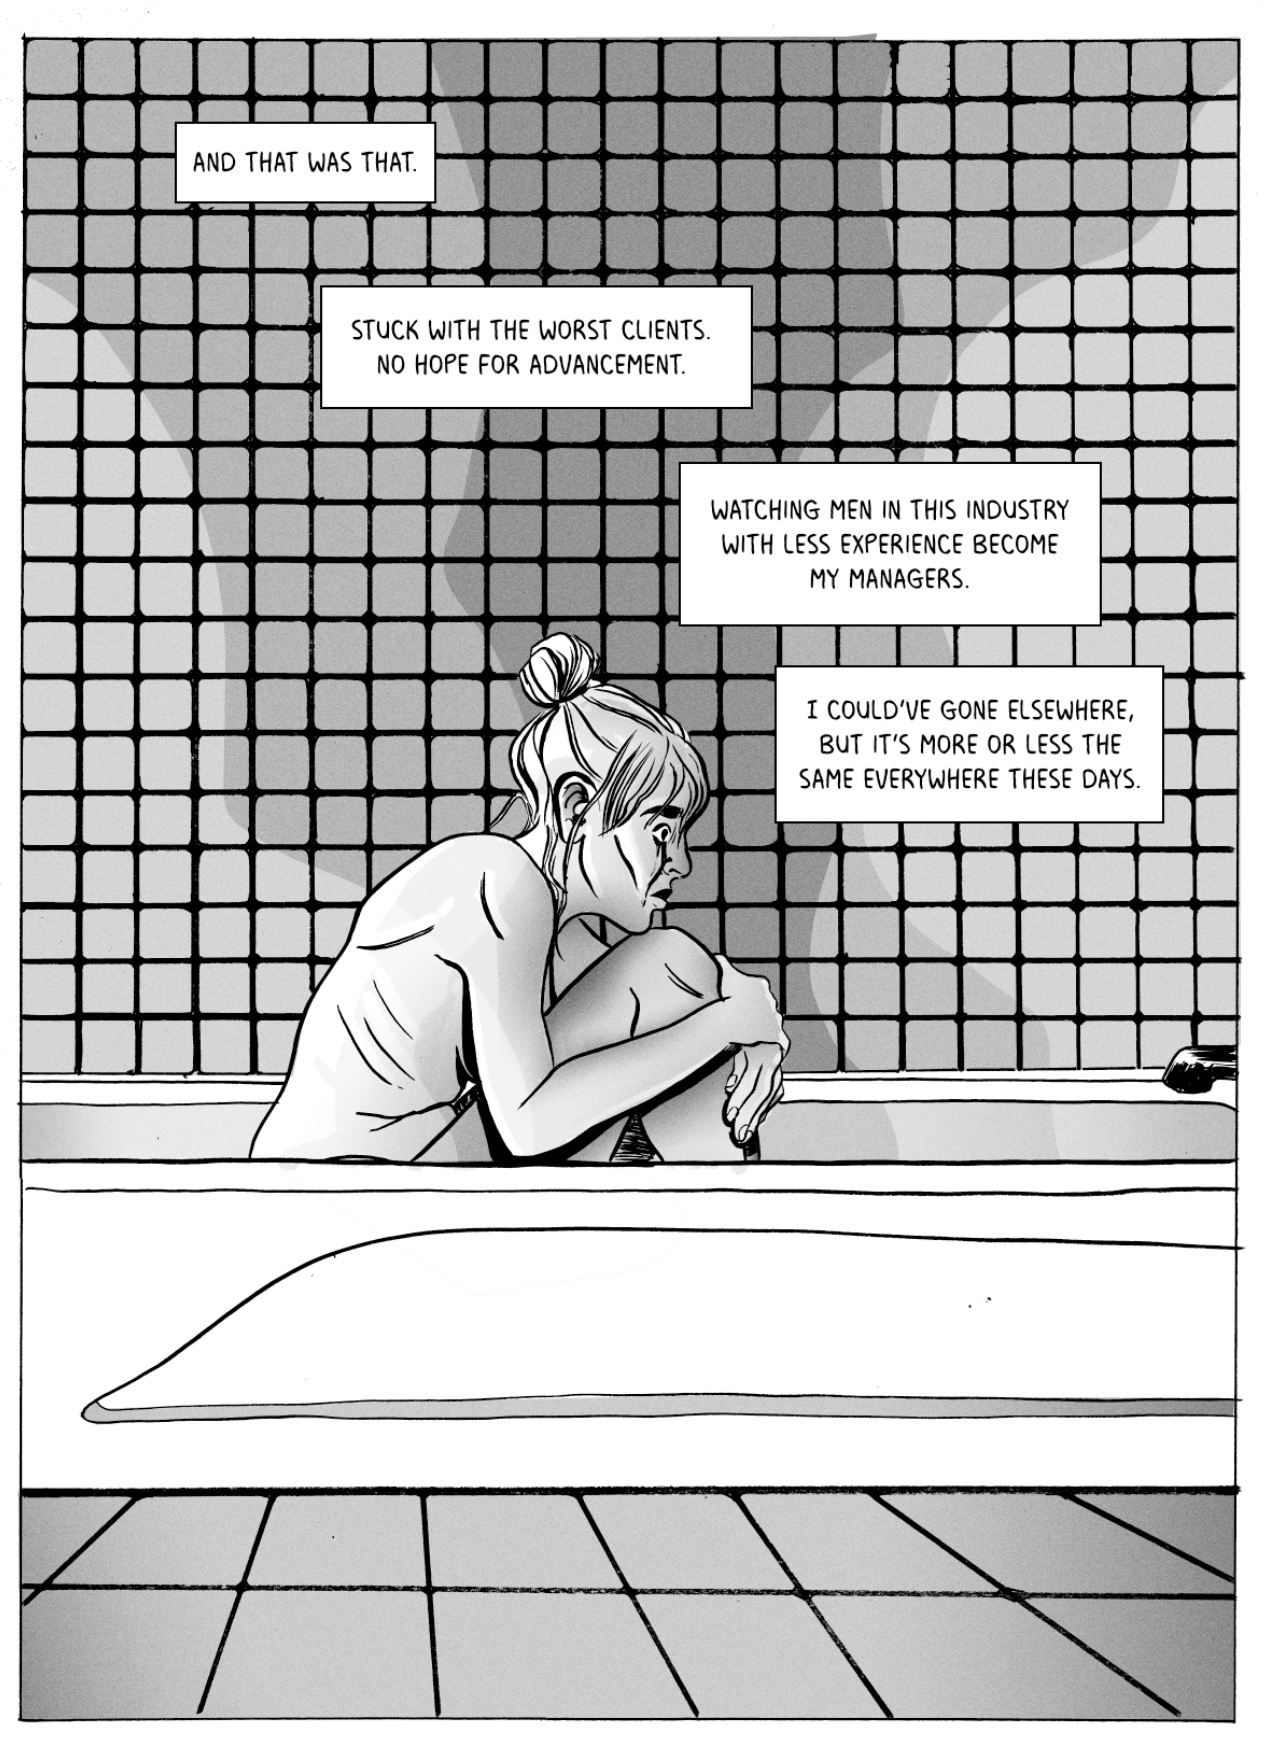 AND THAT WAS THAT.
STUCK WITH THE WORST CLIENTS.
NO HOPE FOR ADVANCEMENT.
WATCHING MEN IN THIS INDUSTRY
WITH LESS EXPERIENCE BECOME
MY MANAGERS.
I COULD'VE GONE ELSEWHERE,
BUT IT'S MORE OR LESS THE
SAME EVERYWHERE THESE DAYS.